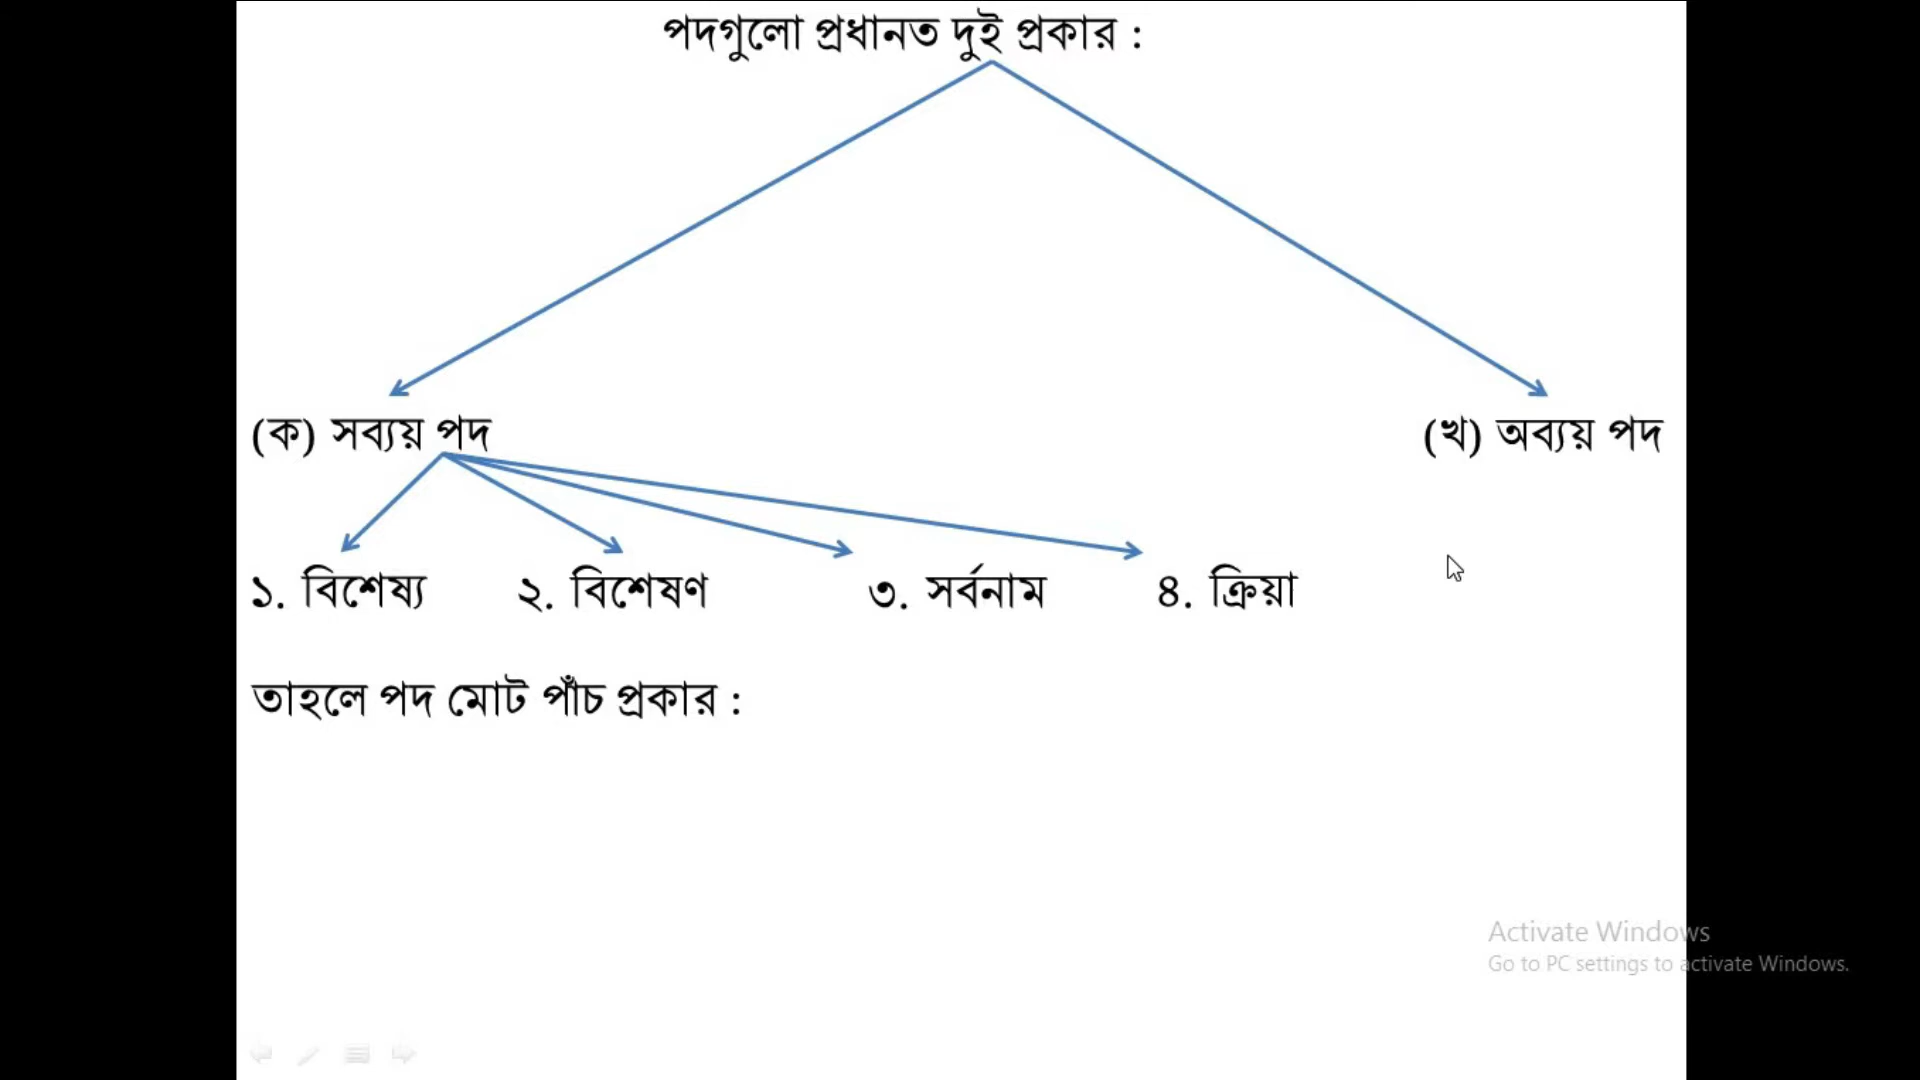 পদগুলো প্রধানত দুই প্রকার :
(ক) সব্যয় পদ (খ) অব্যয় পদ
১. বিশেষ্য ২. বিশেষণ ৩. সর্বনাম ৪. ক্রিয়া
তাহলে পদ মোট পাঁচ প্রকার :
Activate Windows
Go to PC settings to activate Windows.